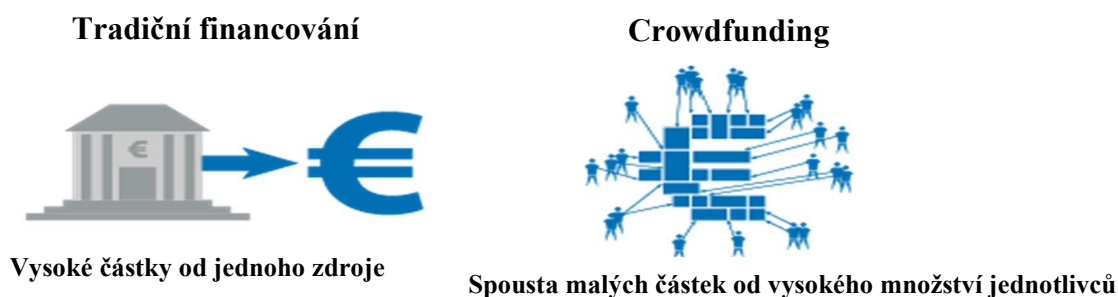 Tradiční financování
Crowdfunding
€
Vysoké částky od jednoho zdroje
Spousta malých částek od vysokého množství jednotlivců